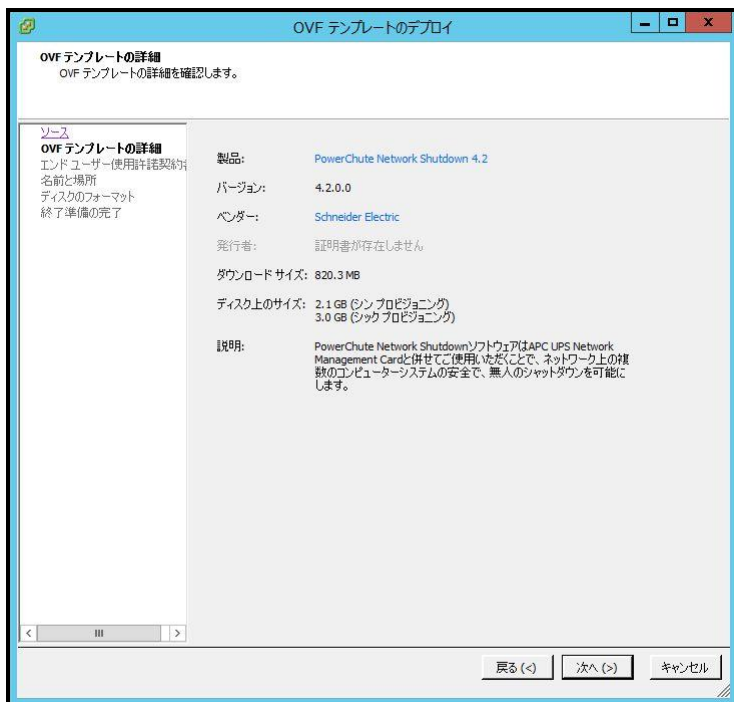 OVF テンプレートのデプロイ
OVF テンプレートの詳細
OVF テンプレートの詳細を確認します。
ソース
OVF テンプレートの詳細
エンド ユーザー使用許諾契約
名前と場所
ディスクのフォーマット
終了準備の完了
製品: PowerChute Network Shutdown 4.2
バージョン: 4.2.0.0
ベンダー: Schneider Electric
発行者: 証明書が存在しません
ダウンロード サイズ: 820.3 MB
ディスク上のサイズ: 2.1 GB (シン プロビジョニング)
3.0 GB (シック プロビジョニング)
説明: PowerChute Network ShutdownソフトウェアはAPC UPS Network
Management Cardと併せてご使用いただくことで、ネットワーク上の複
数のコンピューターシステムの安全で、無人のシャットダウンを可能に
します。
戻る (<) 次へ (>) キャンセル